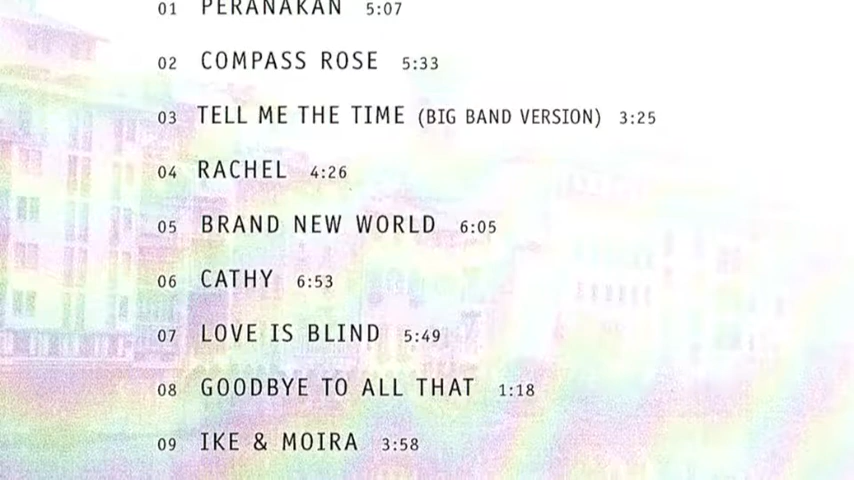 01 PERANAKAN 5:07
02 COMPASS ROSE 5:33
03 TELL ME THE TIME (BIG BAND VERSION) 3:25
04 RACHEL 4:26
05 BRAND NEW WORLD 6:05
06 CATHY 6:53
07 LOVE IS BLIND 5:49
08 GOODBYE TO ALL THAT 1:18
09 IKE & MOIRA 3:58